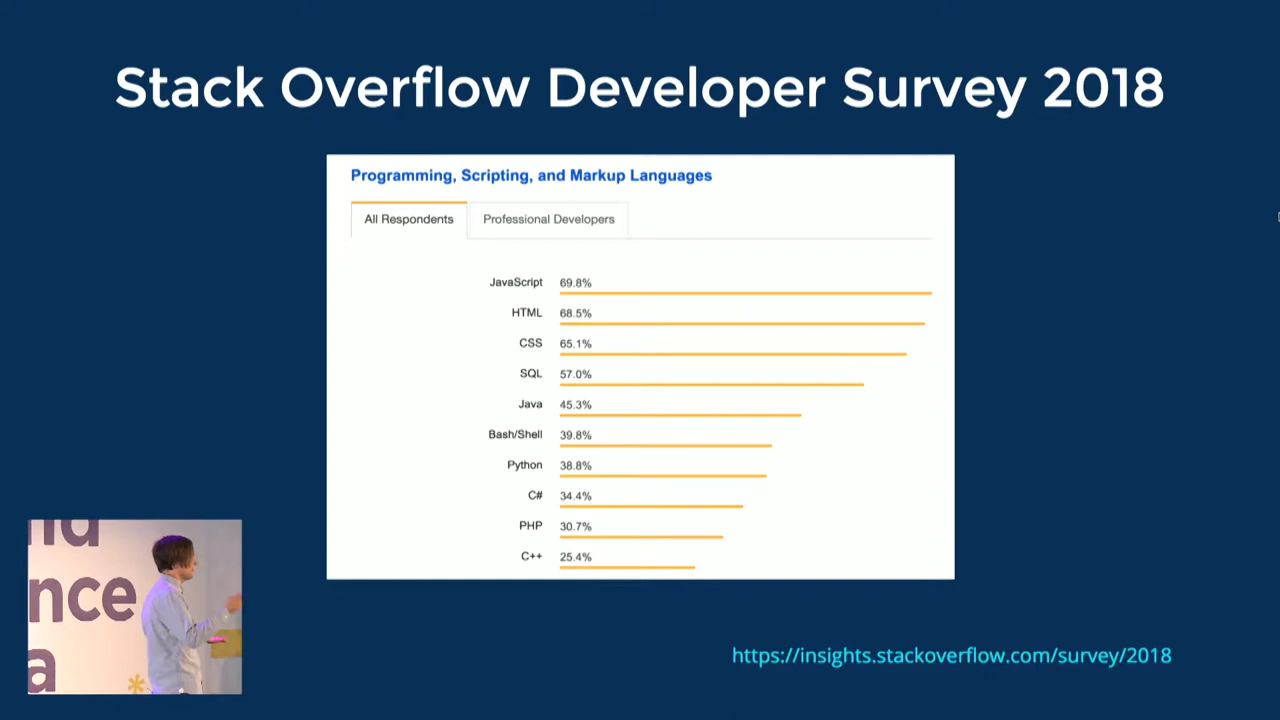 Stack Overflow Developer Survey 2018
Programming, Scripting, and Markup Languages
All Respondents Professional Developers
JavaScript 69.8%
HTML 68.5%
CSS 65.1%
SQL 57.0%
Java 45.3%
Bash/Shell 39.8%
Python 38.8%
C# 34.4%
PHP 30.7%
C++ 25.4%
nce
a
https://insights.stackoverflow.com/survey/2018